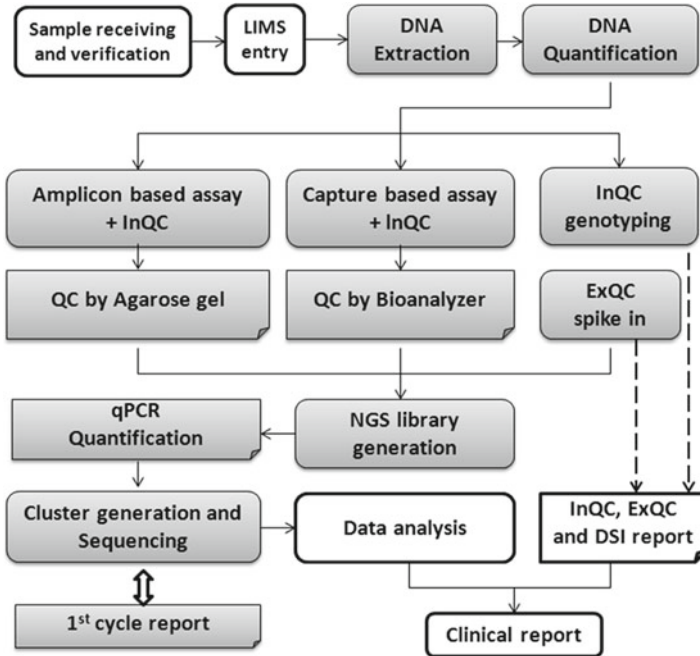 Sample receiving
and verification
LIMS
entry
DNA
Extraction
DNA
Quantification
Amplicon based assay
+ InQC
Capture based assay
+ InQC
InQC
genotyping
QC by Agarose gel
QC by Bioanalyzer
ExQC
spike in
qPCR
Quantification
NGS library
generation
Cluster generation and
Sequencing
Data analysis
InQC, ExQC
and DSI report
1st cycle report
Clinical report